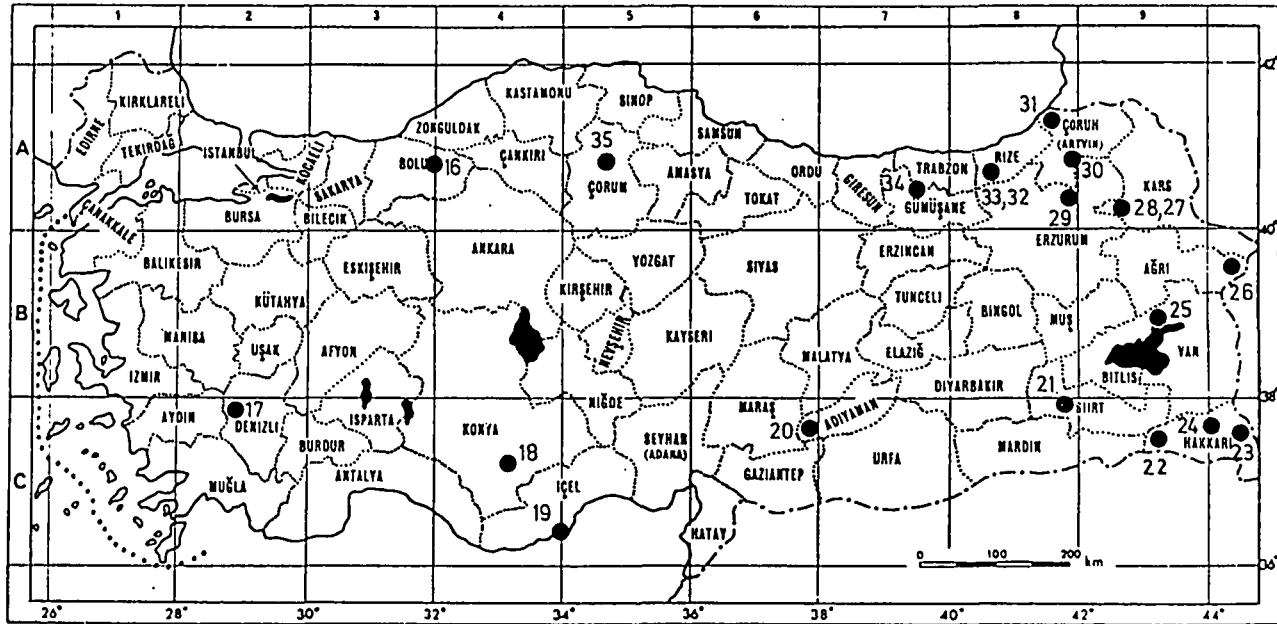 1 2 3 4 5 6 7 8 9
42°
KIRKLARELİ
EDIRNE
TEKIRDAĞ
ISTANBUL
KOCAELİ
SAKARYA
ZONGULDAK
KASTAMONU
SINOP
SAMSUN
A
BOLU
16
ÇANKIRI
35
ÇORUM
AMASYA
TOKAT
ORDU
GİRESUN
TRABZON
34
GÜMÜŞANE
RIZE
33,32
31
ÇORUH
(ARTVIN)
30
29
KARS
28,27
ÇANAKKALE
BURSA
BILECIK
40°
ANKARA
ERZURUM
BALIKESIR
ESKIŞEHIR
YOZGAT
SIVAS
ERZINCAN
AĞRI
26
KÜTAHYA
KIRŞEHIR
TUNCELI
BINGOL
MUŞ
25
B
MANISA
UŞAK
AFYON
NEVŞEHIR
KAYSERI
MALATYA
ELAZIĞ
VAN
IZMIR
BITLIS
DIYARBAKIR
21
38°
AYDIN
17
DENIZLI
ISPARTA
BURDUR
KONYA
NIĞDE
MARAŞ
20
ADIYAMAN
SIIRT
24
HAKKARI
23
22
SEYHAN
(ADANA)
MARDIN
18
URFA
GAZIANTEP
C
MUĞLA
ANTALYA
IÇEL
19
HATAY
0 100 200
km
36°
26° 28° 30° 32° 34° 36° 38° 40° 42° 44°